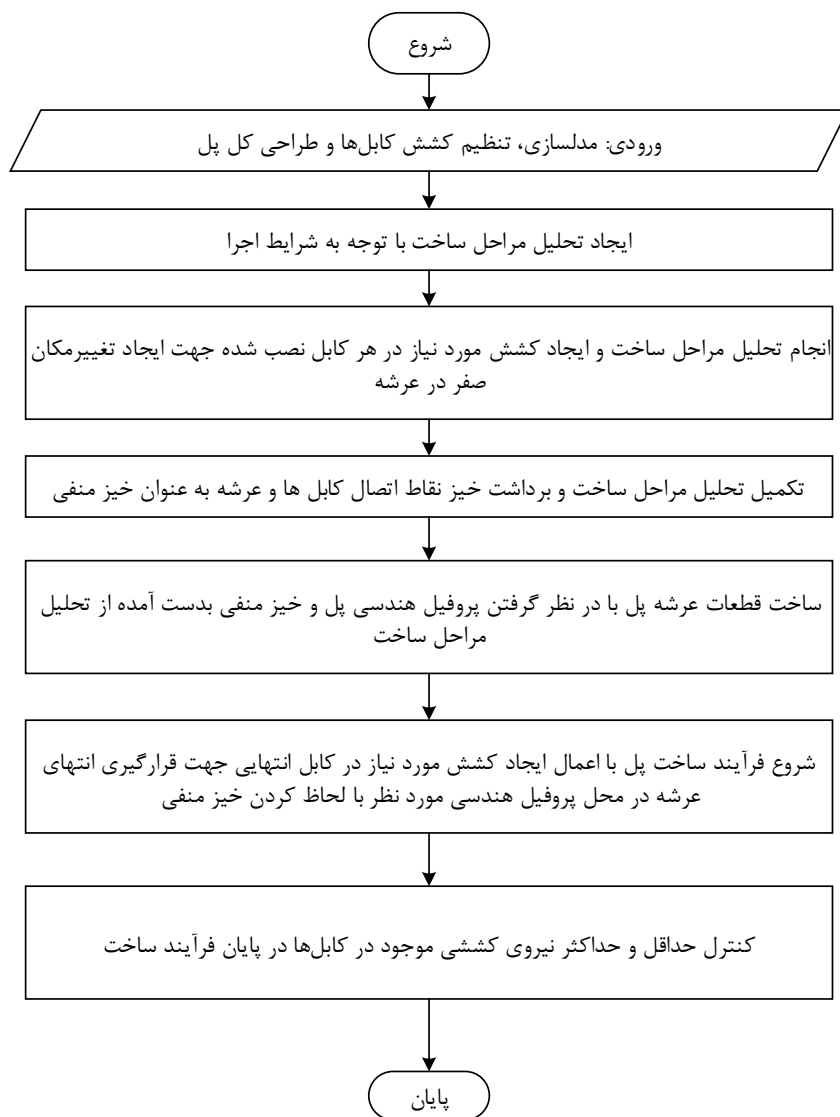 شروع
ورودی: مدلسازی، تنظیم کشش کابل‌ها و طراحی کل پل
ایجاد تحلیل مراحل ساخت با توجه به شرایط اجرا
انجام تحلیل مراحل ساخت و ایجاد کشش مورد نیاز در هر کابل نصب شده جهت ایجاد تغییرمکان
صفر در عرشه
تکمیل تحلیل مراحل ساخت و برداشت خیز نقاط اتصال کابل ها و عرشه به عنوان خیز منفی
ساخت قطعات عرشه پل با در نظر گرفتن پروفیل هندسی پل و خیز منفی بدست آمده از تحلیل
مراحل ساخت
شروع فرآیند ساخت پل با اعمال ایجاد کشش مورد نیاز در کابل انتهایی جهت قرارگیری انتهای
عرشه در محل پروفیل هندسی مورد نظر با لحاظ کردن خیز منفی
کنترل حداقل و حداکثر نیروی کششی موجود در کابل‌ها در پایان فرآیند ساخت
پایان